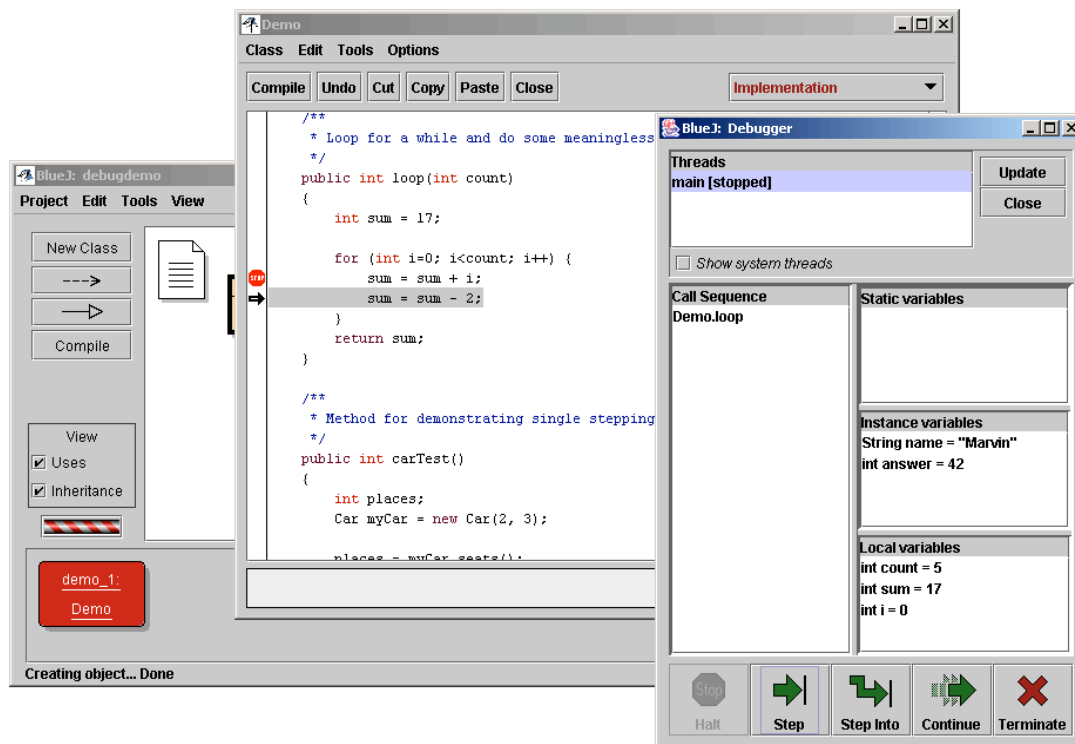 Demo
Class Edit Tools Options
Compile Undo Cut Copy Paste Close Implementation
/**
* Loop for a while and do some meaningless
*/
public int loop(int count)
{
int sum = 17;
for (int i=0; i<count; i++) {
STOP
sum = sum + i;
sum = sum - 2;
}
return sum;
}
/**
* Method for demonstrating single stepping
*/
public int carTest()
{
int places;
Car myCar = new Car(2, 3);
places = myCar.seats();
BlueJ: debugdemo
Project Edit Tools View
New Class
Compile
View
Uses
Inheritance
demo_1:
Demo
Creating object... Done
BlueJ: Debugger
Threads
main [stopped]
Update
Close
Show system threads
Call Sequence
Demo.loop
Static variables
Instance variables
String name = "Marvin"
int answer = 42
Local variables
int count = 5
int sum = 17
int i = 0
Stop
Halt Step Step Into Continue Terminate